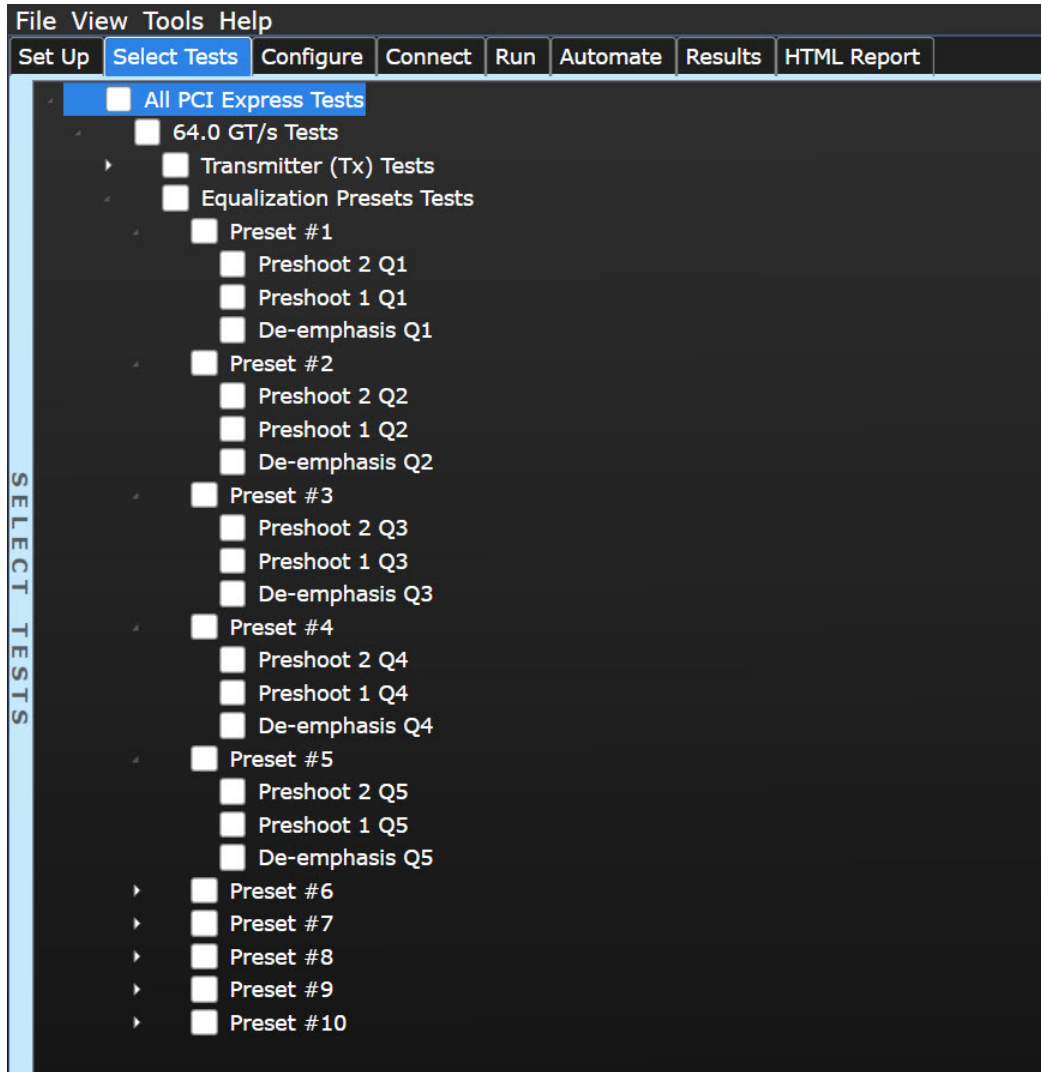 File View Tools Help
Set Up Select Tests Configure Connect Run Automate Results HTML Report
SELECT TESTS
All PCI Express Tests
64.0 GT/s Tests
Transmitter (Tx) Tests
Equalization Presets Tests
Preset #1
Preshoot 2 Q1
Preshoot 1 Q1
De-emphasis Q1
Preset #2
Preshoot 2 Q2
Preshoot 1 Q2
De-emphasis Q2
Preset #3
Preshoot 2 Q3
Preshoot 1 Q3
De-emphasis Q3
Preset #4
Preshoot 2 Q4
Preshoot 1 Q4
De-emphasis Q4
Preset #5
Preshoot 2 Q5
Preshoot 1 Q5
De-emphasis Q5
Preset #6
Preset #7
Preset #8
Preset #9
Preset #10